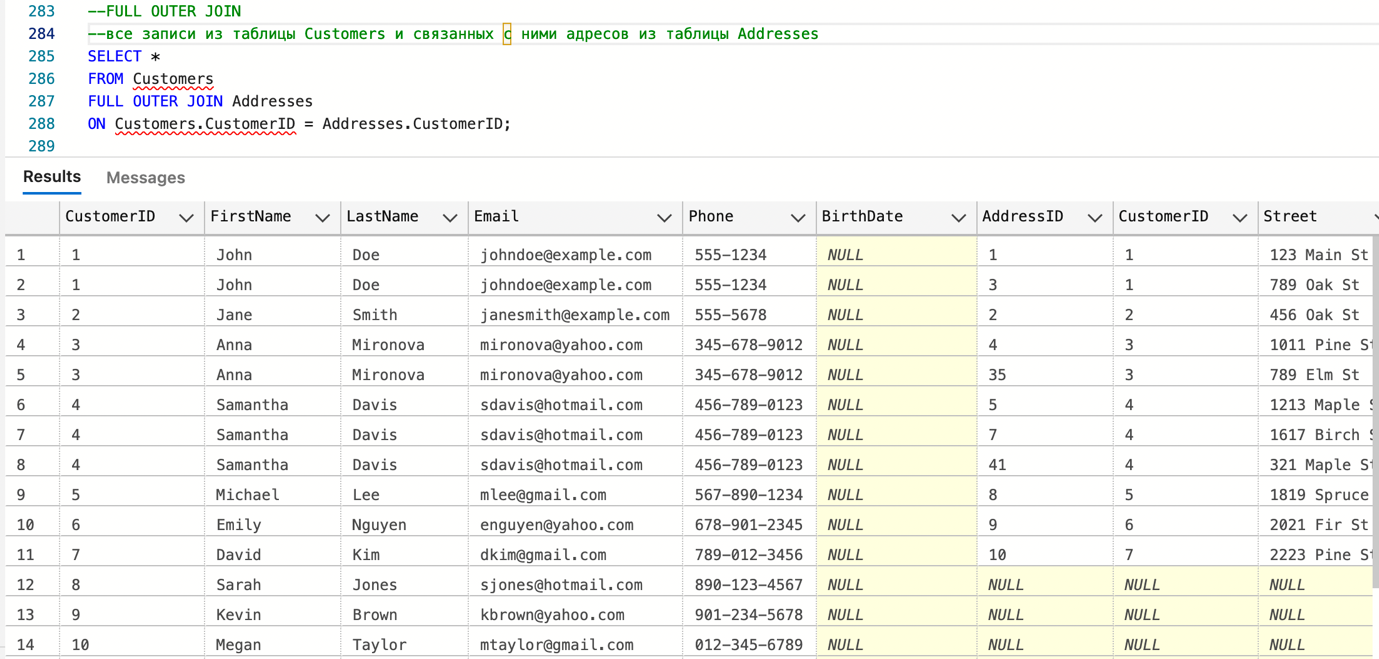 283 --FULL OUTER JOIN
284 --все записи из таблицы Customers и связанных с ними адресов из таблицы Addresses
285 SELECT *
286 FROM Customers
287 FULL OUTER JOIN Addresses
288 ON Customers.CustomerID = Addresses.CustomerID;
289
Results Messages
CustomerID FirstName LastName Email Phone BirthDate AddressID CustomerID Street
1 1 John Doe johndoe@example.com 555-1234 NULL 1 1 123 Main St
2 1 John Doe johndoe@example.com 555-1234 NULL 3 1 789 Oak St
3 2 Jane Smith janesmith@example.com 555-5678 NULL 2 2 456 Oak St
4 3 Anna Mironova mironova@yahoo.com 345-678-9012 NULL 4 3 1011 Pine St
5 3 Anna Mironova mironova@yahoo.com 345-678-9012 NULL 35 3 789 Elm St
6 4 Samantha Davis sdavis@hotmail.com 456-789-0123 NULL 5 4 1213 Maple S
7 4 Samantha Davis sdavis@hotmail.com 456-789-0123 NULL 7 4 1617 Birch S
8 4 Samantha Davis sdavis@hotmail.com 456-789-0123 NULL 41 4 321 Maple St
9 5 Michael Lee mlee@gmail.com 567-890-1234 NULL 8 5 1819 Spruce
10 6 Emily Nguyen enguyen@yahoo.com 678-901-2345 NULL 9 6 2021 Fir St
11 7 David Kim dkim@gmail.com 789-012-3456 NULL 10 7 2223 Pine St
12 8 Sarah Jones sjones@hotmail.com 890-123-4567 NULL NULL NULL NULL
13 9 Kevin Brown kbrown@yahoo.com 901-234-5678 NULL NULL NULL NULL
14 10 Megan Taylor mtaylor@gmail.com 012-345-6789 NULL NULL NULL NULL